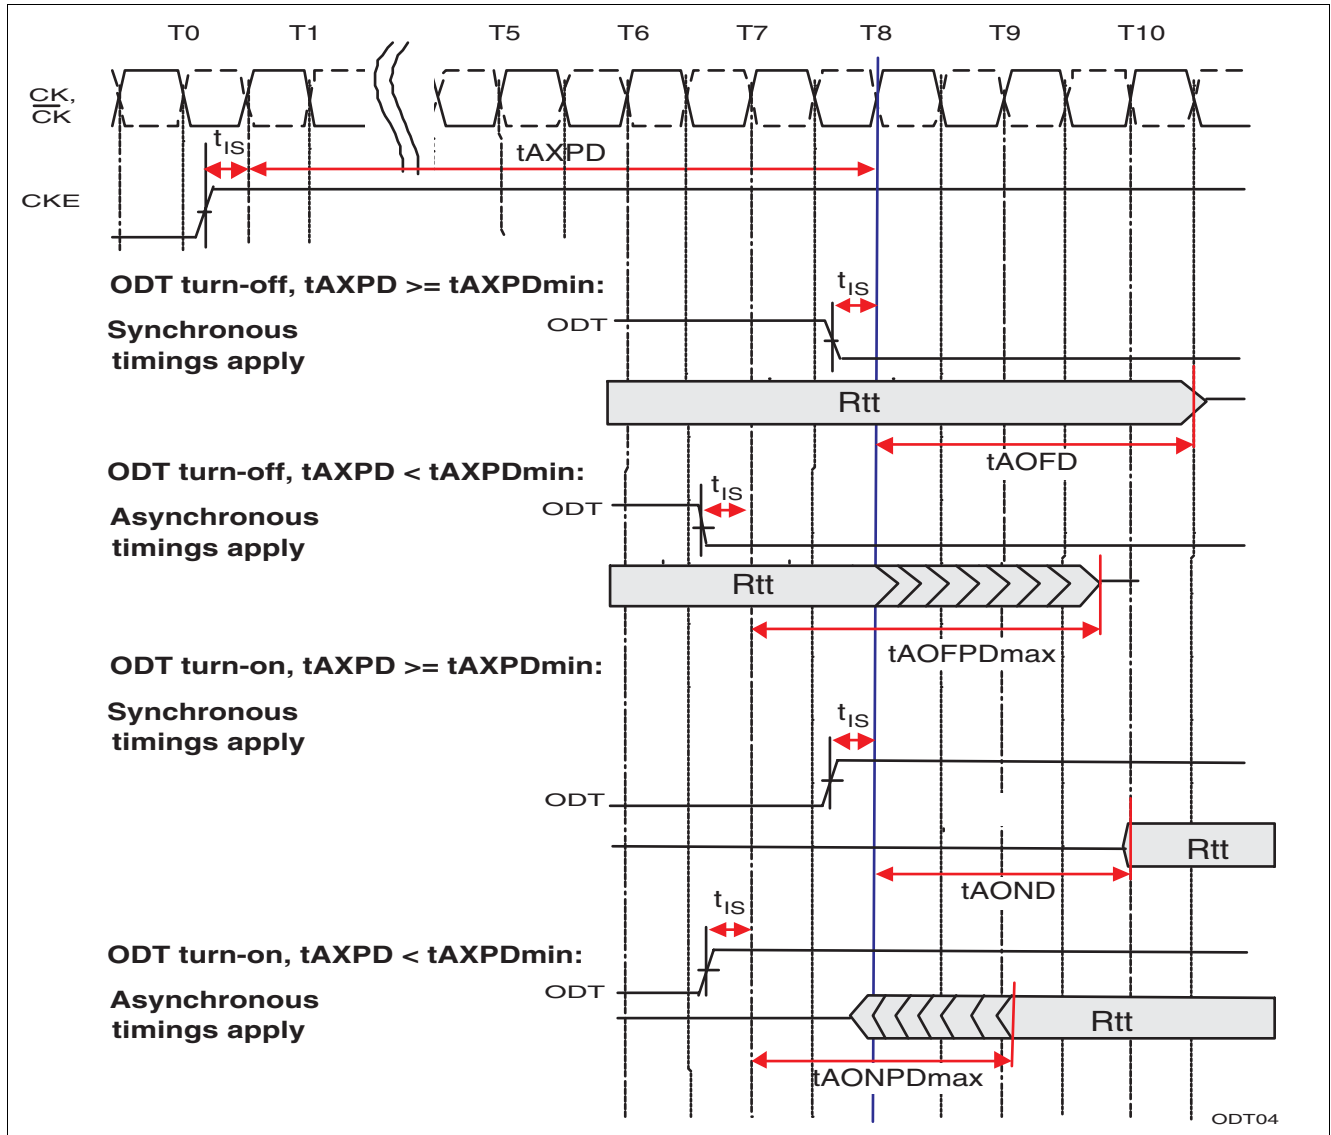 T0 T1 T5 T6 T7 T8 T9 T10
CK,
CK
tIS
tAXPD
CKE
ODT turn-off, tAXPD >= tAXPDmin:
tIS
Synchronous
timings apply
ODT
Rtt
tAOFD
ODT turn-off, tAXPD < tAXPDmin:
tIS
Asynchronous
timings apply
ODT
Rtt
tAOFPDmax
ODT turn-on, tAXPD >= tAXPDmin:
Synchronous
timings apply
tIS
ODT
Rtt
tAOND
tIS
ODT turn-on, tAXPD < tAXPDmin:
ODT
Asynchronous
timings apply
Rtt
tAONPDmax
ODT04